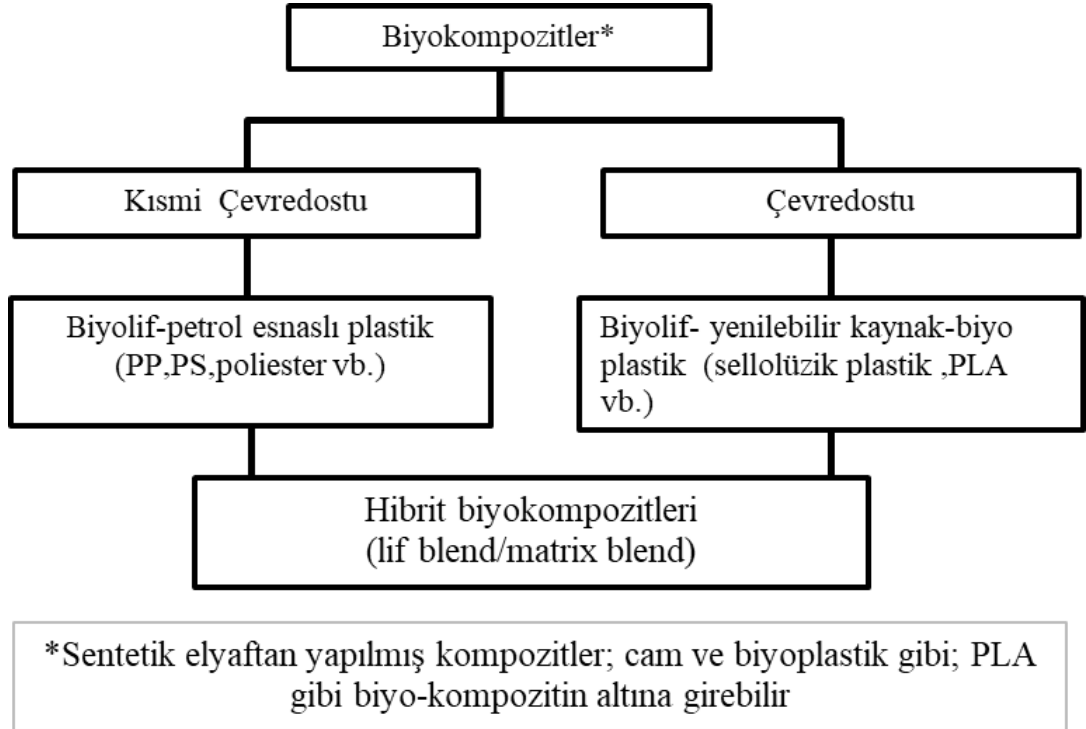 Biyokompozitler*
Kısmi Çevredostu
Çevredostu
Biyolif-petrol esnaslı plastik
(PP,PS,poliester vb.)
Biyolif- yenilebilir kaynak-biyo
plastik (sellolüzik plastik ,PLA
vb.)
Hibrit biyokompozitleri
(lif blend/matrix blend)
*Sentetik elyaftan yapılmış kompozitler; cam ve biyoplastik gibi; PLA
gibi biyo-kompozitin altına girebilir